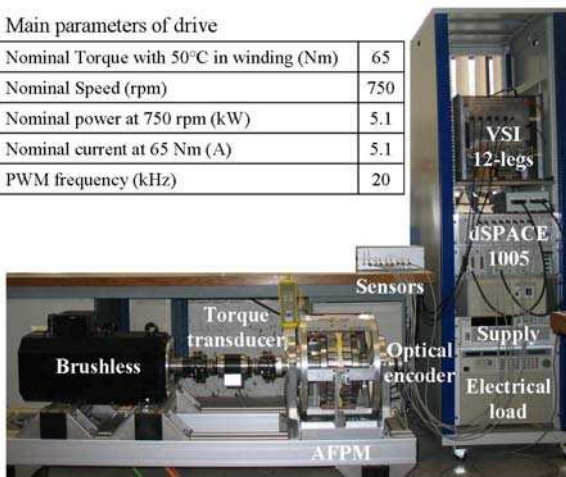 Main parameters of drive
Nominal Torque with 50°C in winding (Nm) 65
Nominal Speed (rpm) 750
Nominal power at 750 rpm (kW) 5.1
Nominal current at 65 Nm (A) 5.1
PWM frequency (kHz) 20
VSI
12-legs
dSPACE
1005
Sensors
Torque
transducer
Brushless
Optical
encoder
Supply
Electrical
load
AFPM